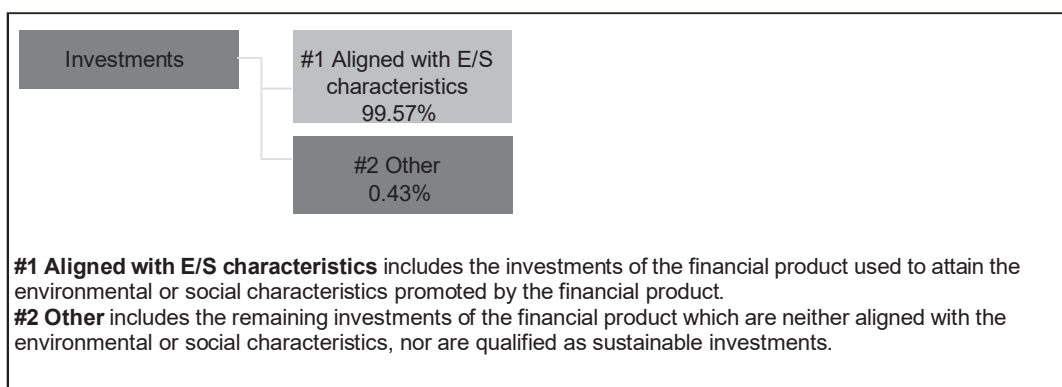 Investments
#1 Aligned with E/S
characteristics
99.57%
#2 Other
0.43%
#1 Aligned with E/S characteristics includes the investments of the financial product used to attain the
environmental or social characteristics promoted by the financial product.
#2 Other includes the remaining investments of the financial product which are neither aligned with the
environmental or social characteristics, nor are qualified as sustainable investments.